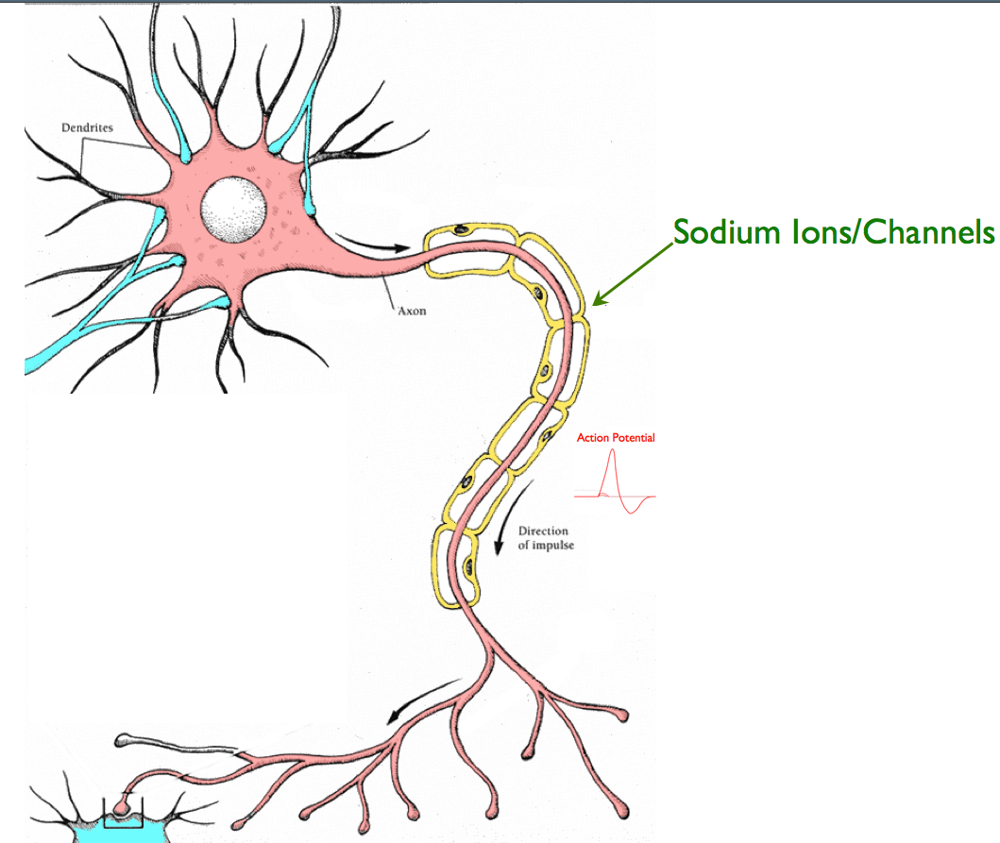 Dendrites
Sodium Ions/Channels
Axon
Action Potential
Direction
of impulse